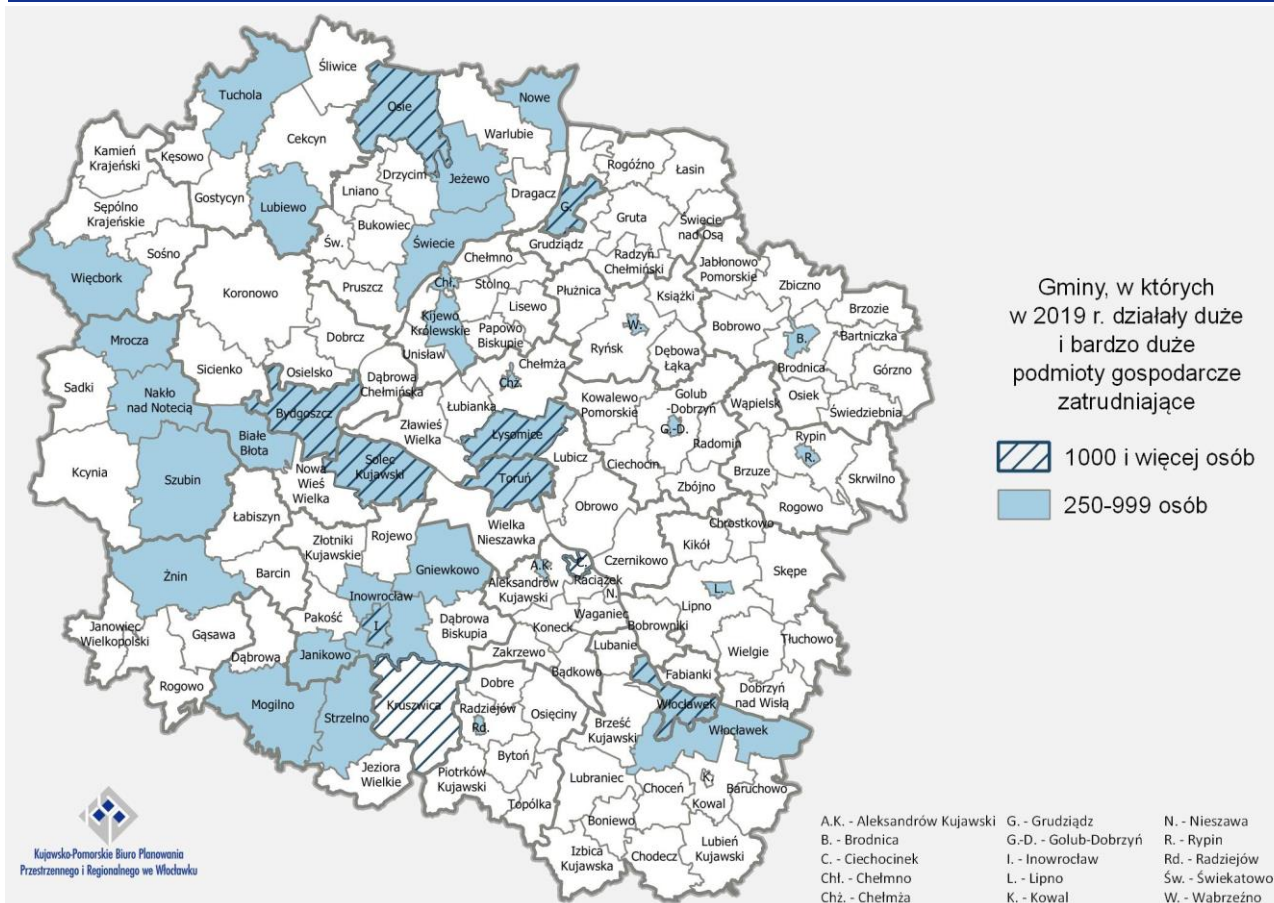 Śliwice
Tuchola
Osie
Nowe
Cekcyn
Warlubie
Kamień
Krajeński
Kęsowo
Rogóźno
Łasin
Drzycim
Jeżewo
Lniano
Dragacz
Gostycyn
Lubiewo
Sępólno
Krajeńskie
G.
Gruta
Święcie
nad Osą
Bukowiec
Św.
Świecie
Sośno
Grudziądz
Radzyń
Chełmiński
Jabłonowo
Pomorskie
Więcbork
Chełmno
Koronowo
Pruszcz
Chł.
Stolno
Płużnica
Książki
Zbiczno
Brzozie
Lisewo
Kijewo
Królewskie
Papowo
Biskupie
W.
Bobrowo
B.
Bartniczka
Mrocza
Dobrcz
Unisław
Ryńsk
Dębowa
Łąka
Brodnica
Górzno
Sicienko
Osielsko
Dąbrowa
Chełmińska
Chełmża
Chż.
Sadki
Nakło
nad Notecią
Bydgoszcz
Łubianka
Kowalewo
Pomorskie
Golub
-Dobrzyń
Wąpielsk
Osiek
Świedziebnia
Zławieś
Wielka
Łysomice
G.-D.
Radomin
Rypin
R.
Białe
Błota
Solec
Kujawski
Lubicz
Ciechocin
Brzuze
Skrwilno
Kcynia
Szubin
Nowa
Wieś
Wielka
Toruń
Zbójno
Rogowo
Łabiszyn
Obrowo
Wielka
Nieszawka
Chrostkowo
Złotniki
Kujawskie
Rojewo
Kikół
Czernikowo
Żnin
Barcin
Gniewkowo
A.K.
C.
Raciążek
N.
Skępe
Aleksandrów
Kujawski
Inowrocław
L.
Lipno
Pakość
I.
Dąbrowa
Biskupia
Waganiec
Koneck
Bobrowniki
Tłuchowo
Janowiec
Wielkopolski
Gąsawa
Dąbrowa
Janikowo
Zakrzewo
Lubanie
Wielgie
Bądkowo
Fabianki
Rogowo
Mogilno
Strzelno
Kruszwica
Dobre
Dobrzyń
nad Wisłą
Radziejów
Rd.
Osięciny
Włocławek
Brześć
Kujawski
Włocławek
Bytoń
Jeziora
Wielkie
Piotrków
Kujawski
Lubraniec
Choceń
K.
Kowal
Baruchowo
Topólka
Boniewo
Izbica
Kujawska
Chodecz
Lubień
Kujawski
Gminy, w których
w 2019 r. działały duże
i bardzo duże
podmioty gospodarcze
zatrudniające
1000 i więcej osób
250-999 osób
Kujawsko-Pomorskie Biuro Planowania
Przestrzennego i Regionalnego we Włocławku
A.K. - Aleksandrów Kujawski
B. - Brodnica
C. - Ciechocinek
Chł. - Chełmno
Chż. - Chełmża
G. - Grudziądz
G.-D. - Golub-Dobrzyń
I. - Inowrocław
L. - Lipno
K. - Kowal
N. - Nieszawa
R. - Rypin
Rd. - Radziejów
Św. - Świekatowo
W. - Wąbrzeźno